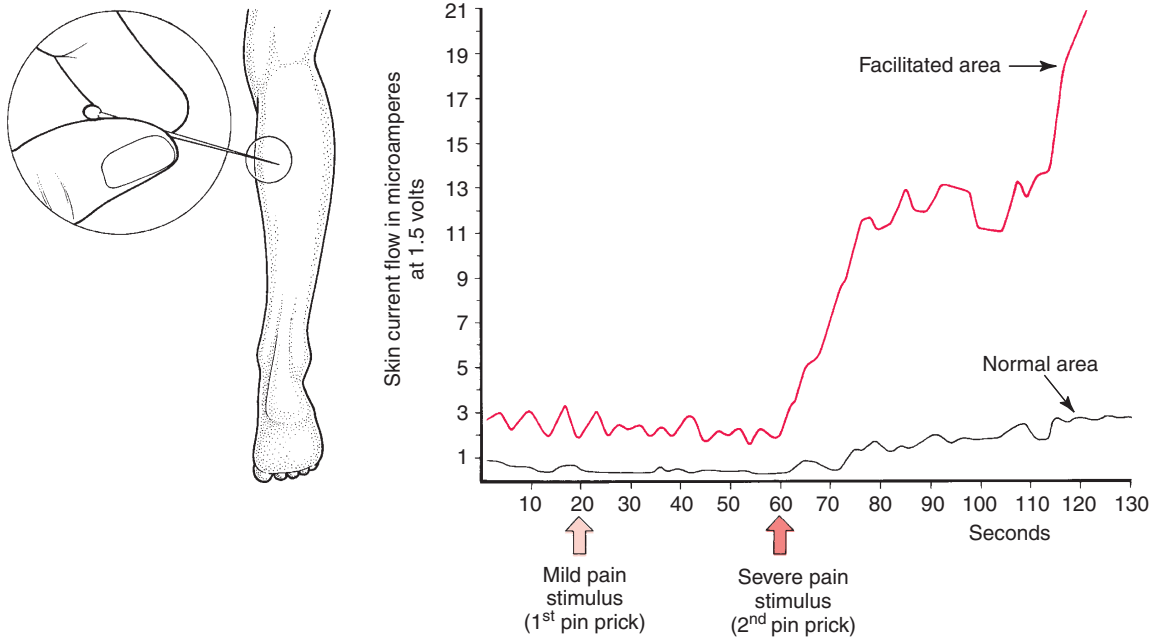 Skin current flow in microamperes
at 1.5 volts
21
19
17
15
13
11
9
7
5
3
1
Facilitated area
Normal area
10 20 30 40 50 60 70 80 90 100 110 120 130
Seconds
Mild pain
stimulus
(1st pin prick)
Severe pain
stimulus
(2nd pin prick)